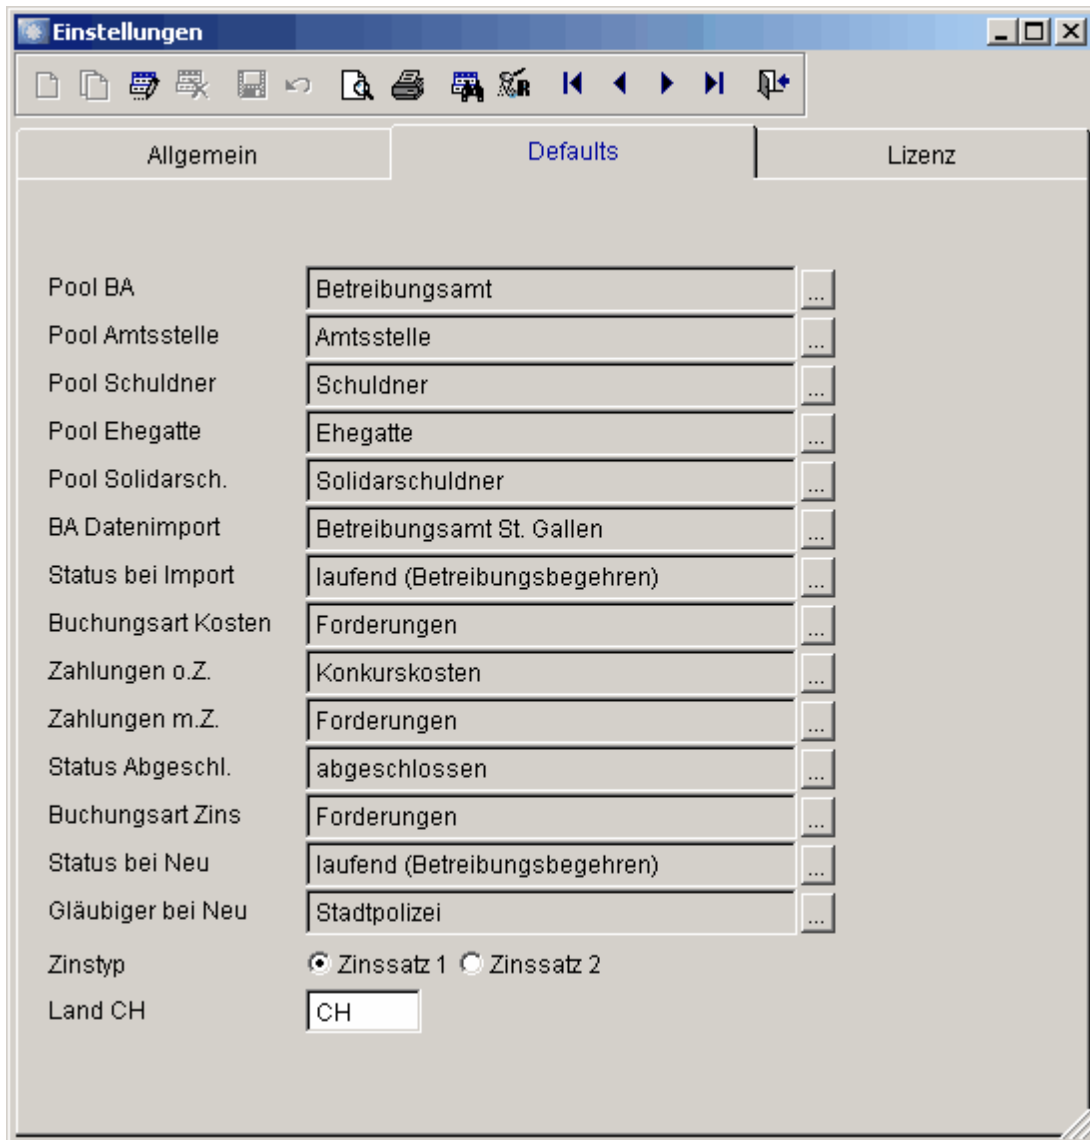 Einstellungen
Allgemein Defaults Lizenz
Pool BA Betreibungsamt ...
Pool Amtsstelle Amtsstelle ...
Pool Schuldner Schuldner ...
Pool Ehegatte Ehegatte ...
Pool Solidarsch. Solidarschuldner ...
BA Datenimport Betreibungsamt St. Gallen ...
Status bei Import laufend (Betreibungsbegehren) ...
Buchungsart Kosten Forderungen ...
Zahlungen o.Z. Konkurskosten ...
Zahlungen m.Z. Forderungen ...
Status Abgeschl. abgeschlossen ...
Buchungsart Zins Forderungen ...
Status bei Neu laufend (Betreibungsbegehren) ...
Gläubiger bei Neu Stadtpolizei ...
Zinstyp Zinssatz 1 Zinssatz 2
Land CH CH